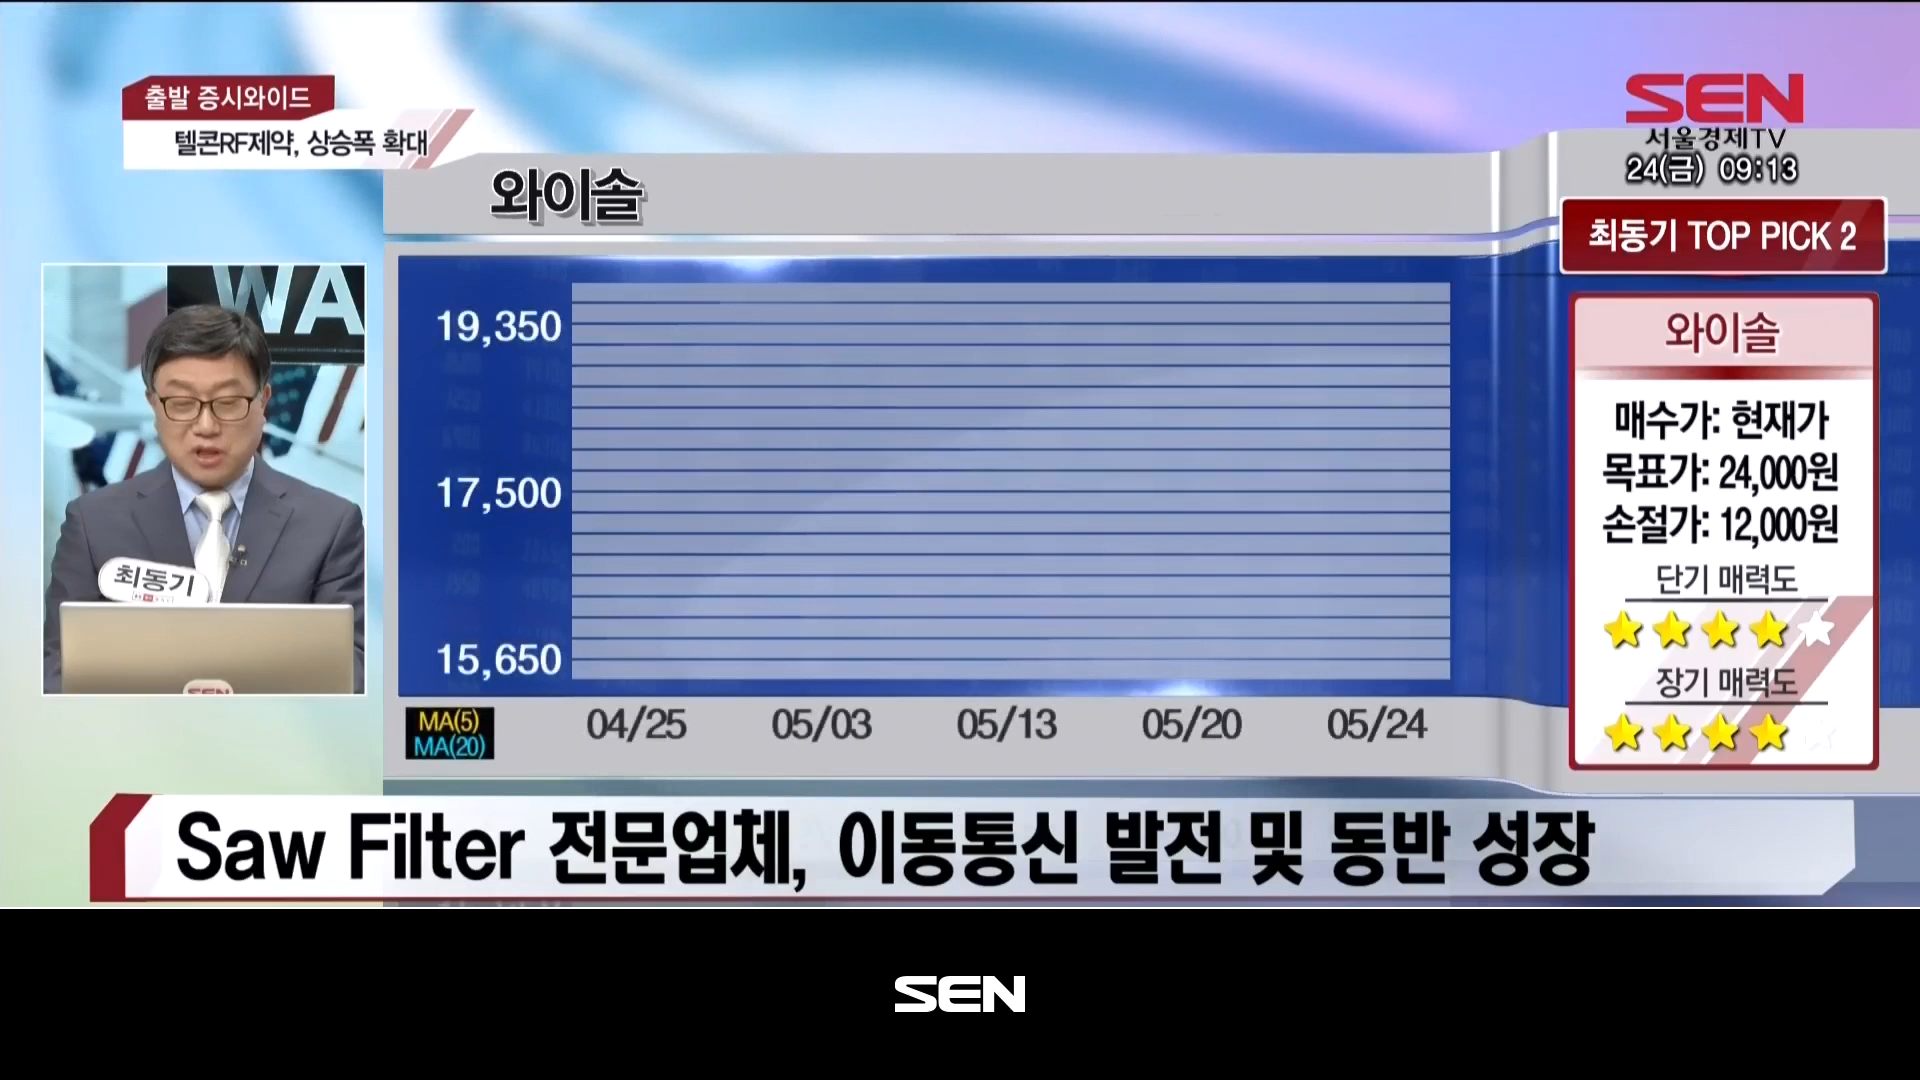 출발 증시와이드
텔콘RF제약, 상승폭 확대
SEN
서울경제TV
24(금) 09:13
와이솔
최동기 TOP PICK 2
와이솔
매수가: 현재가
목표가: 24,000원
손절가: 12,000원
단기 매력도
장기 매력도
WA
최동기
SEN
19,350
17,500
15,650
MA(5)
MA(20)
04/25 05/03 05/13 05/20 05/24
Saw Filter 전문업체, 이동통신 발전 및 동반 성장
SEN